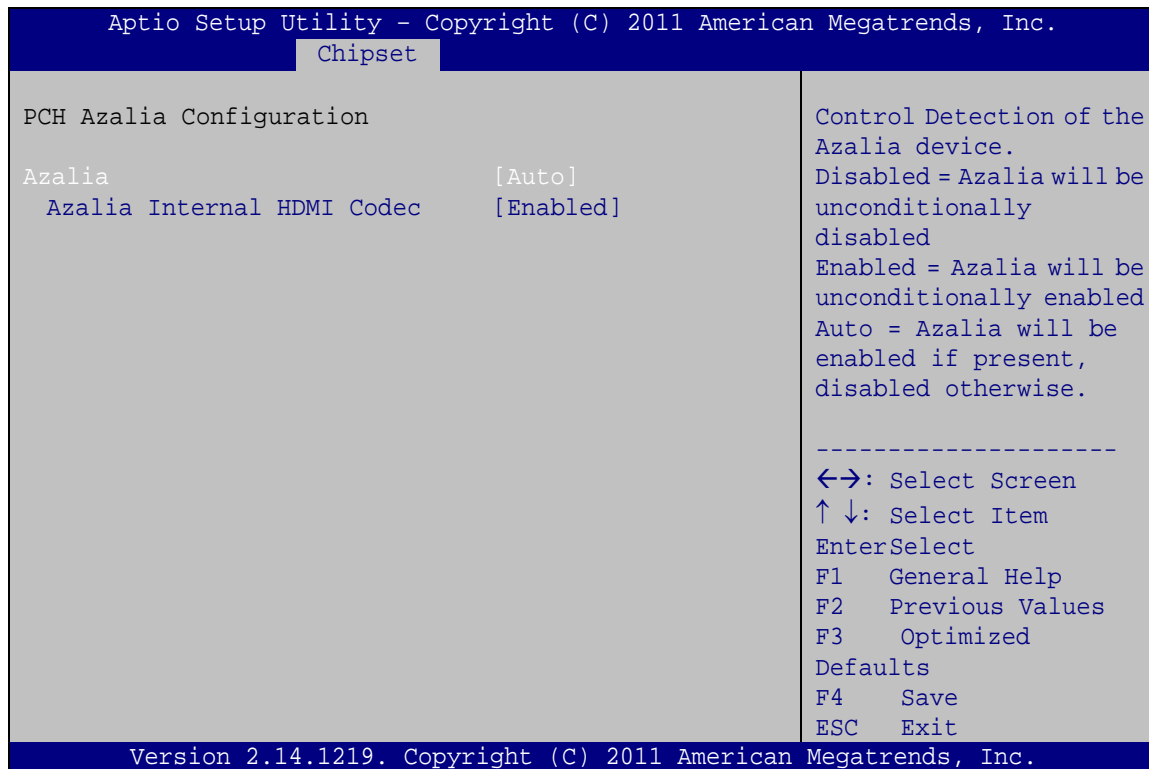 Aptio Setup Utility – Copyright (C) 2011 American Megatrends, Inc.
Chipset
PCH Azalia Configuration
Azalia [Auto]
Azalia Internal HDMI Codec [Enabled]
Control Detection of the
Azalia device.
Disabled = Azalia will be
unconditionally
disabled
Enabled = Azalia will be
unconditionally enabled
Auto = Azalia will be
enabled if present,
disabled otherwise.
---------------------
←→: Select Screen
↑ ↓: Select Item
EnterSelect
F1 General Help
F2 Previous Values
F3 Optimized
Defaults
F4 Save
ESC Exit
Version 2.14.1219. Copyright (C) 2011 American Megatrends, Inc.